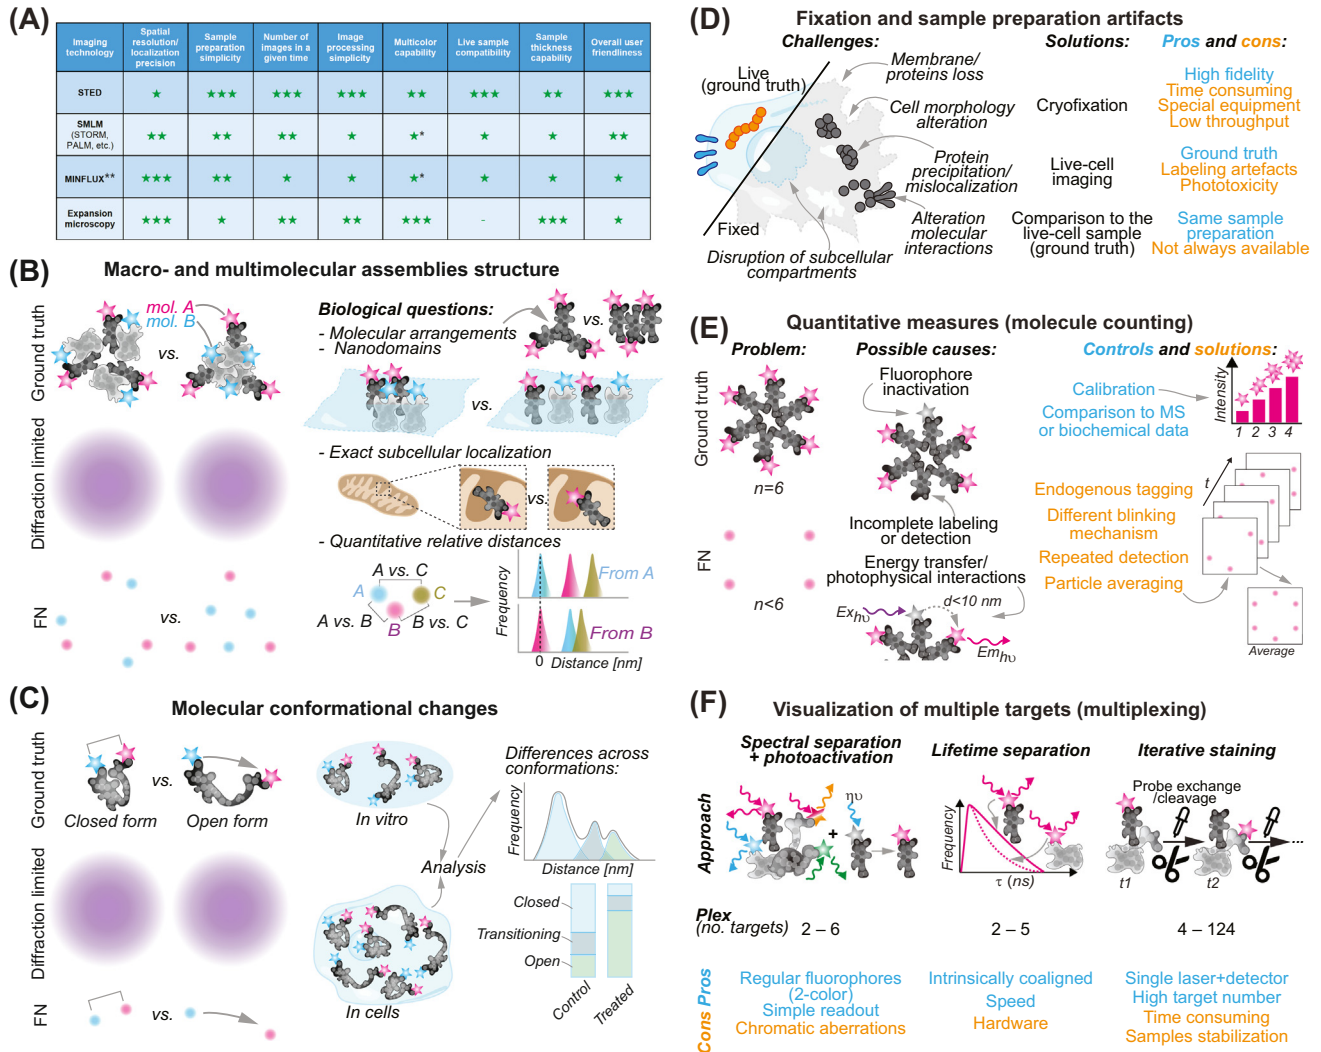 (A)
Imaging technology
Spatial resolution/ localization precision
Sample preparation simplicity
Number of images in a given time
Image processing simplicity
Multicolor capability
Live sample compatibility
Sample thickness capability
Overall user friendliness
STED ★ ★★★ ★★★ ★★★ ★★ ★★★ ★★ ★★★
SMLM (STORM, PALM, etc.) ★★ ★★ ★★ ★ ★* ★ ★ ★★
MINFLUX** ★★★ ★★ ★ ★ ★* ★ ★ ★
Expansion microscopy ★★★ ★ ★★ ★★ ★★★ - ★★★ ★
(B)
Macro- and multimolecular assemblies structure
Ground truth
mol. A
mol. B
vs.
Diffraction limited
FN
vs.
Biological questions:
- Molecular arrangements
- Nanodomains
vs.
vs.
- Exact subcellular localization
vs.
- Quantitative relative distances
A vs. C
A
C
A vs. B
B
B vs. C
Frequency
From A
From B
0
Distance [nm]
(C)
Molecular conformational changes
Ground truth
vs.
Closed form
Open form
Diffraction limited
FN
vs.
In vitro
Analysis
In cells
Differences across
conformations:
Frequency
Distance [nm]
Closed
Transitioning
Open
Control
Treated
(D)
Fixation and sample preparation artifacts
Challenges:
Live
(ground truth)
Fixed
Membrane/
proteins loss
Cell morphology
alteration
Protein
precipitation/
mislocalization
Alteration
molecular
interactions
Disruption of subcellular
compartments
Solutions:
Cryofixation
Live-cell
imaging
Comparison to the
live-cell sample
(ground truth)
Pros and cons:
High fidelity
Time consuming
Special equipment
Low throughput
Ground truth
Labeling artefacts
Phototoxicity
Same sample
preparation
Not always available
(E)
Quantitative measures (molecule counting)
Problem:
Ground truth
n=6
FN
n<6
Possible causes:
Fluorophore
inactivation
Incomplete labeling
or detection
Energy transfer/
photophysical interactions
d<10 nm
Exhυ
Emhυ
Controls and solutions:
Calibration
Comparison to MS
or biochemical data
Intensity
1 2 3 4
Endogenous tagging
Different blinking
mechanism
Repeated detection
Particle averaging
t
Average
(F)
Visualization of multiple targets (multiplexing)
Spectral separation
+ photoactivation
Lifetime separation
Iterative staining
Approach
ηυ
+
Frequency
τ (ns)
Probe exchange
/cleavage
t1
t2
...
Plex
(no. targets)
2 – 6
2 – 5
4 – 124
Cons Pros
Regular fluorophores
(2-color)
Simple readout
Chromatic aberrations
Intrinsically coaligned
Speed
Hardware
Single laser+detector
High target number
Time consuming
Samples stabilization